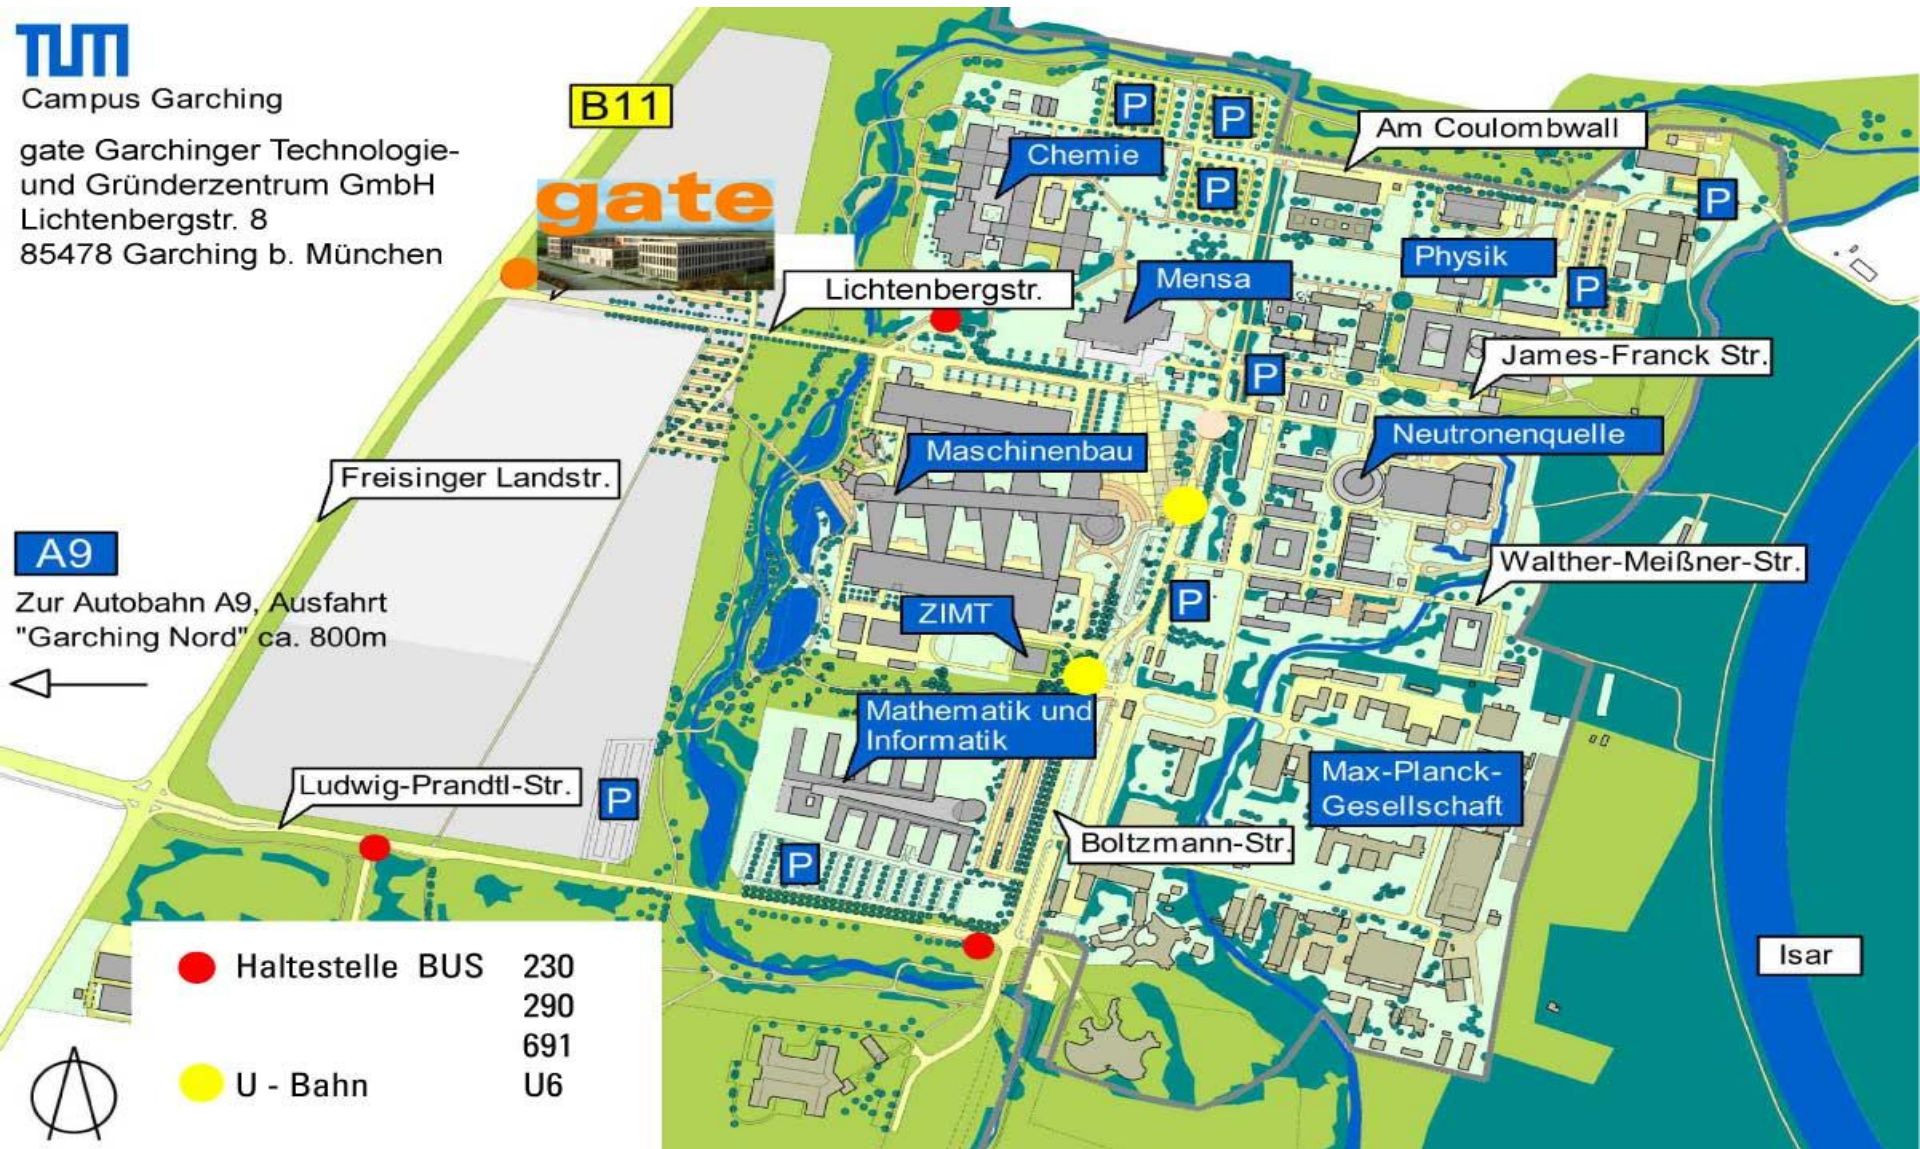 TUM
Campus Garching
gate Garchinger Technologie-
und Gründerzentrum GmbH
Lichtenbergstr. 8
85478 Garching b. München
B11
gate
Chemie
P
P
P
Am Coulombwall
P
Physik
P
Mensa
Lichtenbergstr.
James-Franck Str.
P
Neutronenquelle
Maschinenbau
Freisinger Landstr.
A9
Zur Autobahn A9, Ausfahrt
"Garching Nord" ca. 800m
Walther-Meißner-Str.
P
ZIMT
Mathematik und
Informatik
Max-Planck-
Gesellschaft
Ludwig-Prandtl-Str.
P
Boltzmann-Str.
P
Isar
Haltestelle BUS 230
290
691
U - Bahn U6